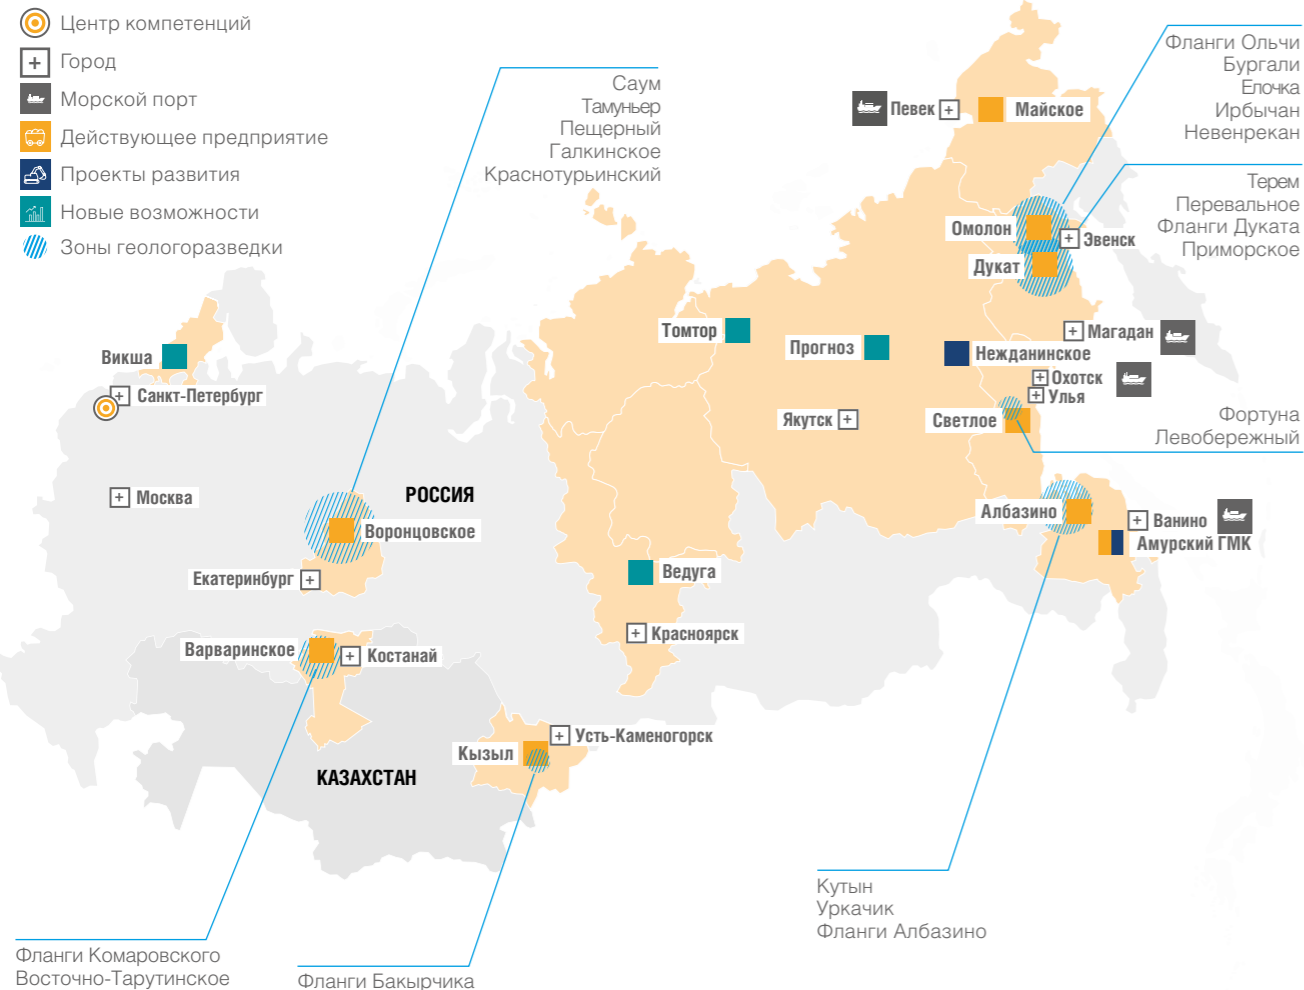 Центр компетенций
Город
Морской порт
Действующее предприятие
Проекты развития
Новые возможности
Зоны геологоразведки
Саум
Тамуньер
Пещерный
Галкинское
Краснотурьинский
Фланги Ольчи
Бургали
Елочка
Ирбычан
Невенрекан
Певек
Майское
Терем
Перевальное
Фланги Дуката
Приморское
Омолон
Эвенск
Дукат
Томтор
Прогноз
Магадан
Нежданинское
Викша
Охотск
Улья
Санкт-Петербург
Якутск
Светлое
Фортуна
Левобережный
Москва
РОССИЯ
Воронцовское
Албазино
Ванино
Амурский ГМК
Екатеринбург
Ведуга
Красноярск
Варваринское
Костанай
Усть-Каменогорск
Кызыл
КАЗАХСТАН
Кутын
Уркачик
Фланги Албазино
Фланги Комаровского
Восточно-Тарутинское
Фланги Бакырчика